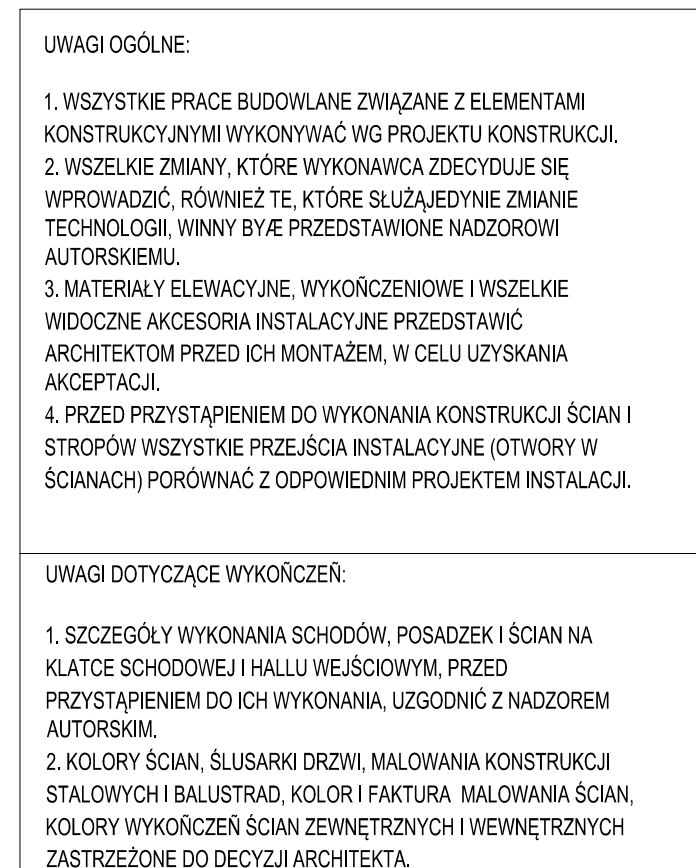 UWAGI OGÓLNE:
1. WSZYSTKIE PRACE BUDOWLANE ZWIĄZANE Z ELEMENTAMI
KONSTRUKCYJNYMI WYKONYWAĆ WG PROJEKTU KONSTRUKCJI.
2. WSZELKIE ZMIANY, KTÓRE WYKONAWCA ZDECYDUJE SIĘ
WPROWADZIĆ, RÓWNIEŻ TE, KTÓRE SŁUŻĄJEDYNIE ZMIANIE
TECHNOLOGII, WINNY BYÆ PRZEDSTAWIONE NADZOROWI
AUTORSKIEMU.
3. MATERIAŁY ELEWACYJNE, WYKOÑCZENIOWE I WSZELKIE
WIDOCZNE AKCESORIA INSTALACYJNE PRZEDSTAWIĆ
ARCHITEKTOM PRZED ICH MONTAŻEM, W CELU UZYSKANIA
AKCEPTACJI.
4. PRZED PRZYSTĄPIENIEM DO WYKONANIA KONSTRUKCJI ŚCIAN I
STROPÓW WSZYSTKIE PRZEJŚCIA INSTALACYJNE (OTWORY W
ŚCIANACH) PORÓWNAĆ Z ODPOWIEDNIM PROJEKTEM INSTALACJI.
UWAGI DOTYCZĄCE WYKOÑCZEÑ:
1. SZCZEGÓŁY WYKONANIA SCHODÓW, POSADZEK I ŚCIAN NA
KLATCE SCHODOWEJ I HALLU WEJŚCIOWYM, PRZED
PRZYSTĄPIENIEM DO ICH WYKONANIA, UZGODNIĆ Z NADZOREM
AUTORSKIM.
2. KOLORY ŚCIAN, ŚLUSARKI DRZWI, MALOWANIA KONSTRUKCJI
STALOWYCH I BALUSTRAD, KOLOR I FAKTURA  MALOWANIA ŚCIAN,
KOLORY WYKOÑCZEÑ ŚCIAN ZEWNĘTRZNYCH I WEWNĘTRZNYCH
ZASTRZEŻONE DO DECYZJI ARCHITEKTA.